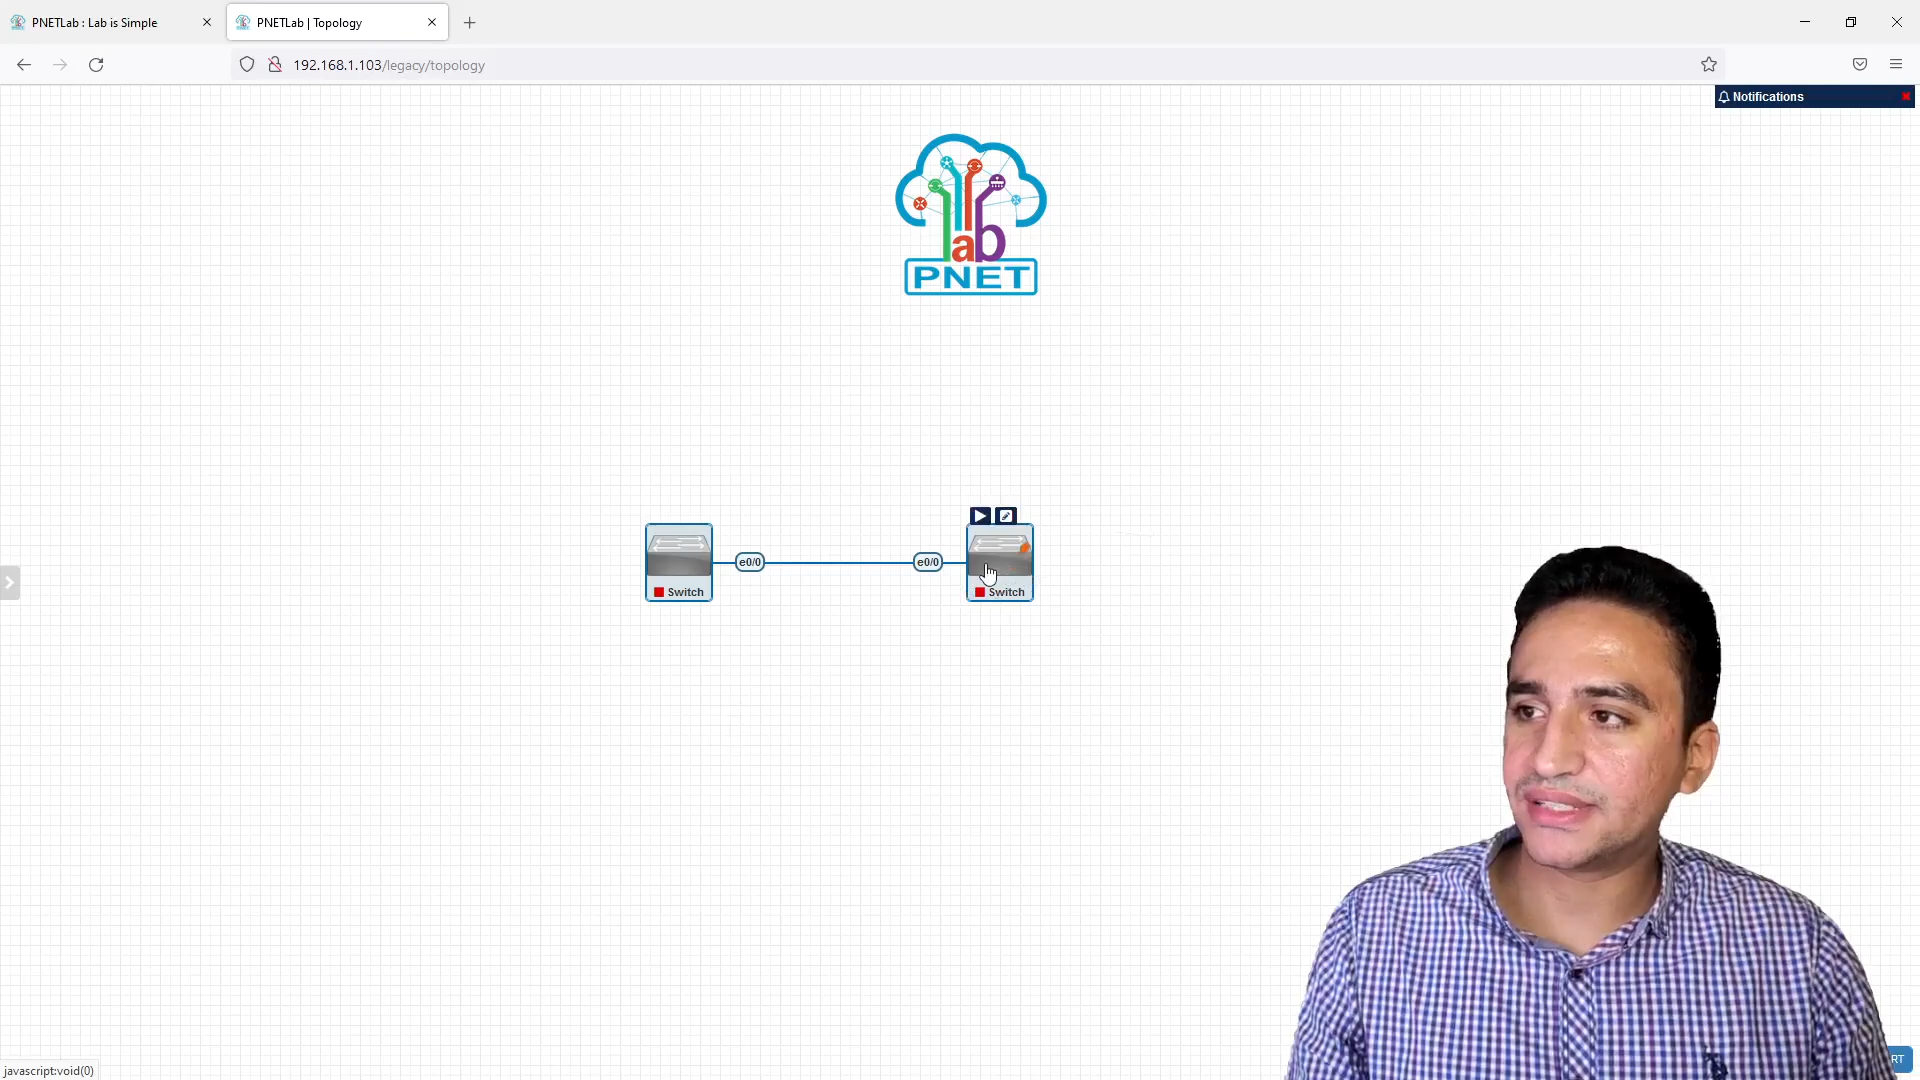 PNETLab : Lab is Simple
PNETLab | Topology
192.168.1.103/legacy/topology
Notifications
lab
PNET
e0/0
e0/0
Switch
Switch
javascript:void(0)
RT